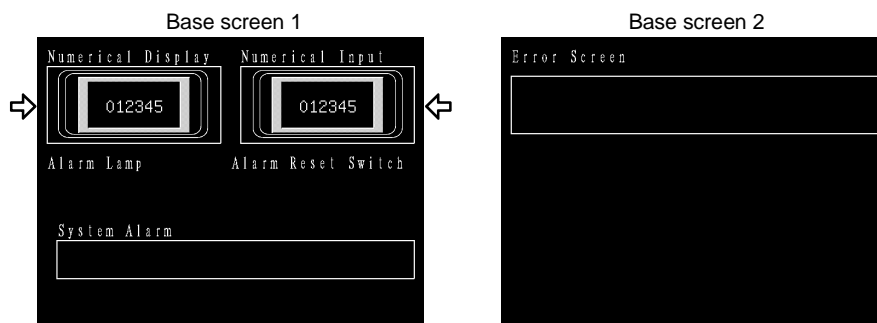 Base screen 1
Numerical Display Numerical Input
012345 012345
Alarm Lamp Alarm Reset Switch
System Alarm
Base screen 2
Error Screen